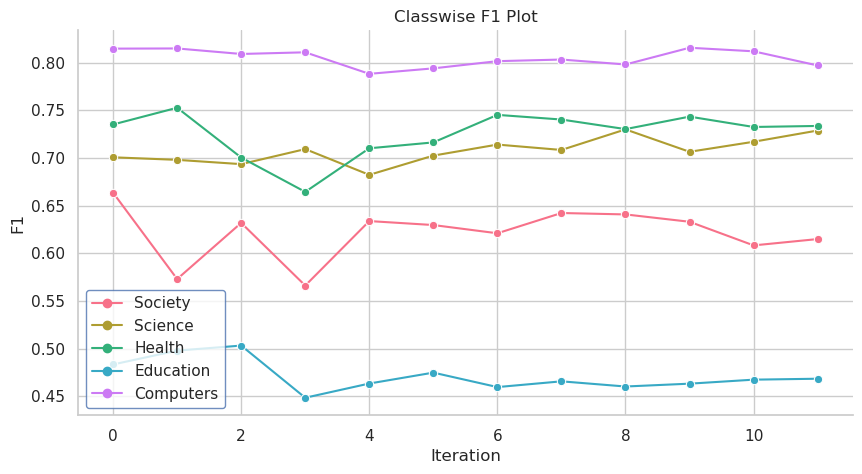 Classwise F1 Plot
F1
0.80
0.75
0.70
0.65
0.60
0.55
0.50
0.45
Society
Science
Health
Education
Computers
0 2 4 6 8 10
Iteration